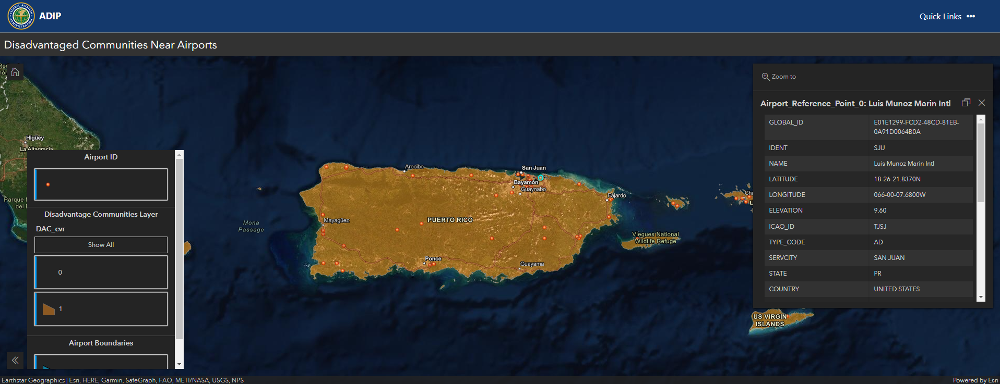 ADIP
Quick Links •••
Disadvantaged Communities Near Airports
Higüey
La Altagracia
Parque N
del E
Airport ID
Disadvantage Communities Layer
DAC_cvr
Show All
0
1
Airport Boundaries
Mona
Passage
Arecibo
San Juan
Bayamón
Guaynabo
Fajardo
Mayagüez
PUERTO RICO
Ponce
Guayama
Vieques National
Wildlife Refuge
Cha
U
US VIRGIN
ISLANDS
Zoom to
Airport_Reference_Point_0: Luis Munoz Marin Intl
GLOBAL_ID E01E1299-FCD2-48CD-81EB-
0A91D0064B0A
IDENT SJU
NAME Luis Munoz Marin Intl
LATITUDE 18-26-21.8370N
LONGITUDE 066-00-07.6800W
ELEVATION 9.60
ICAO_ID TJSJ
TYPE_CODE AD
SERVCITY SAN JUAN
STATE PR
COUNTRY UNITED STATES
Earthstar Geographics | Esri, HERE, Garmin, SafeGraph, FAO, METI/NASA, USGS, NPS
Powered by Esri